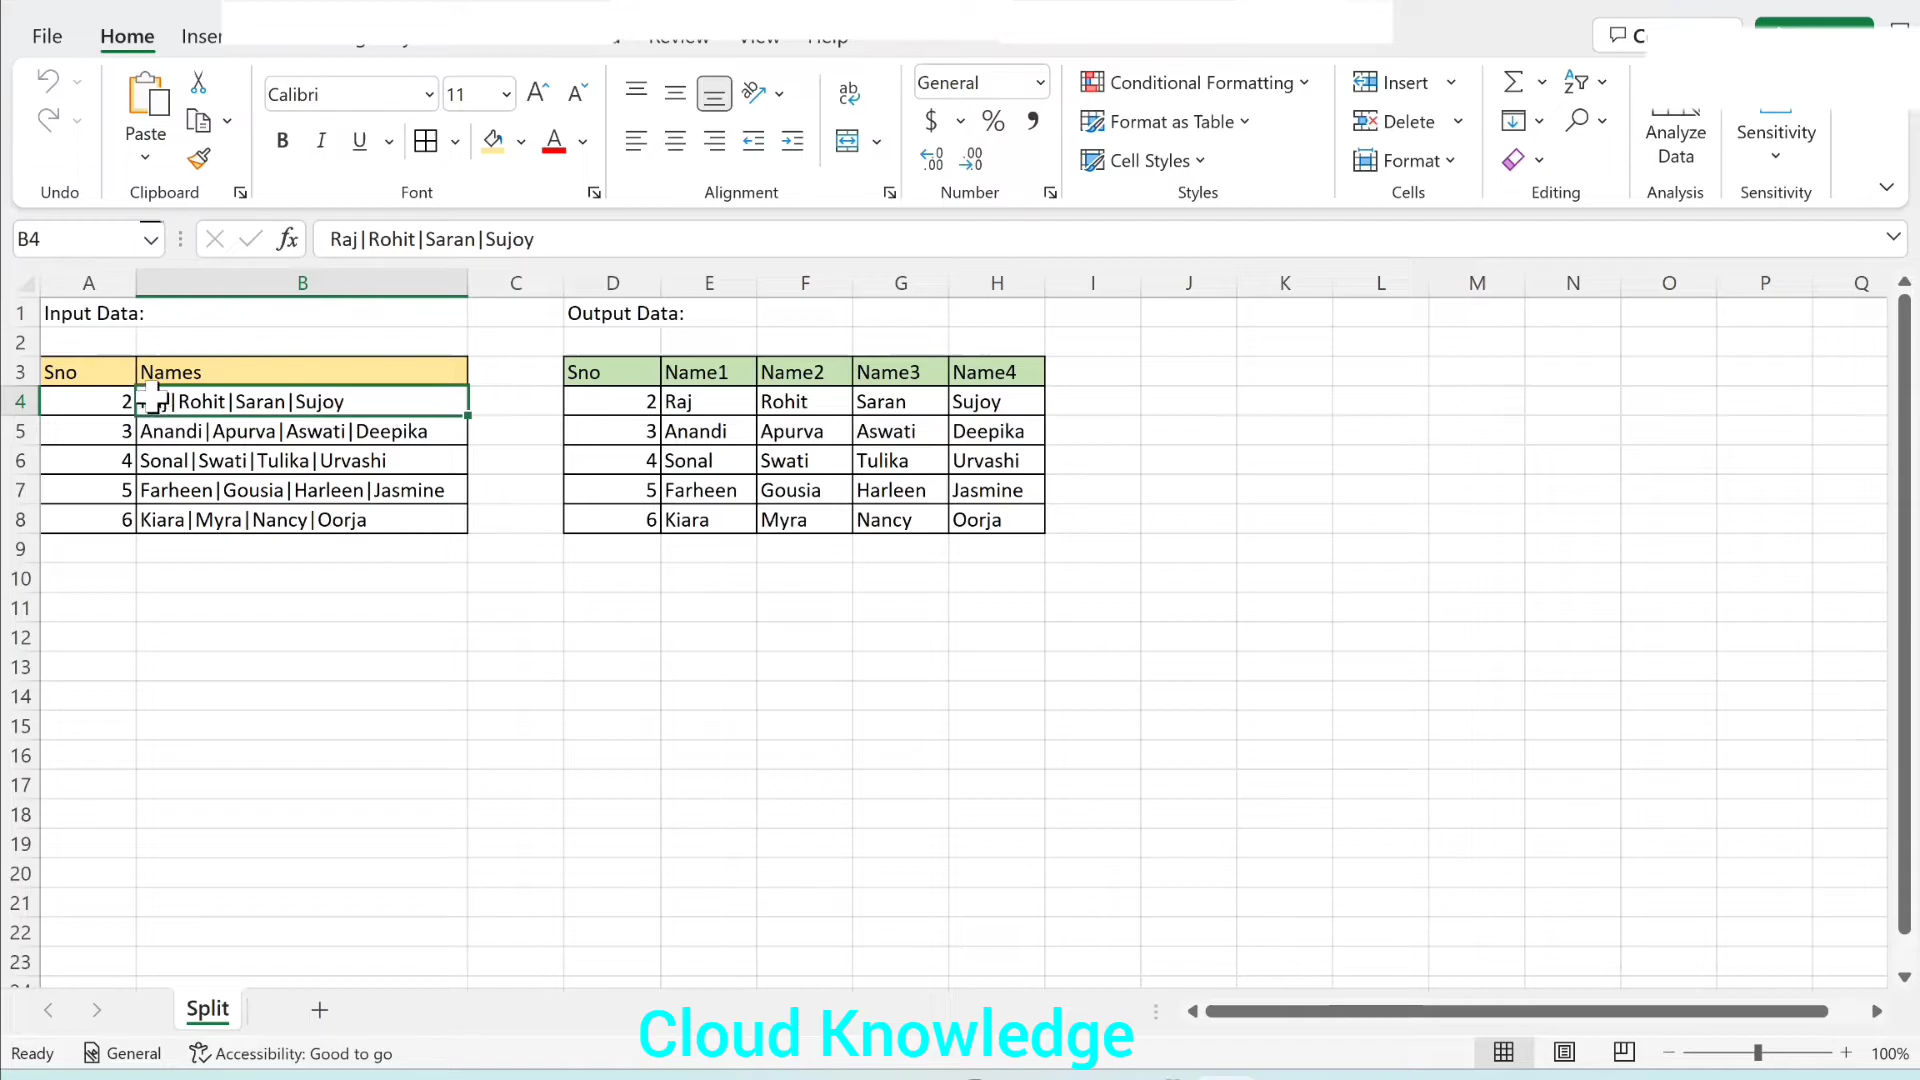 File Home Inser
Undo
Paste
Clipboard
Calibri 11
B I U
Font
ab
Alignment
General
$ % ,
Number
Conditional Formatting
Format as Table
Cell Styles
Styles
Insert
Delete
Format
Cells
Editing
Analyze
Data
Analysis
Sensitivity
Sensitivity
B4 fx Raj|Rohit|Saran|Sujoy
A B C D E F G H I J K L M N O P Q
1 Input Data: Output Data:
2
3 Sno Names Sno Name1 Name2 Name3 Name4
4 2 |Rohit|Saran|Sujoy 2 Raj Rohit Saran Sujoy
5 3 Anandi|Apurva|Aswati|Deepika 3 Anandi Apurva Aswati Deepika
6 4 Sonal|Swati|Tulika|Urvashi 4 Sonal Swati Tulika Urvashi
7 5 Farheen|Gousia|Harleen|Jasmine 5 Farheen Gousia Harleen Jasmine
8 6 Kiara|Myra|Nancy|Oorja 6 Kiara Myra Nancy Oorja
9
10
11
12
13
14
15
16
17
18
19
20
21
22
23
Split
Cloud Knowledge
Ready General Accessibility: Good to go 100%